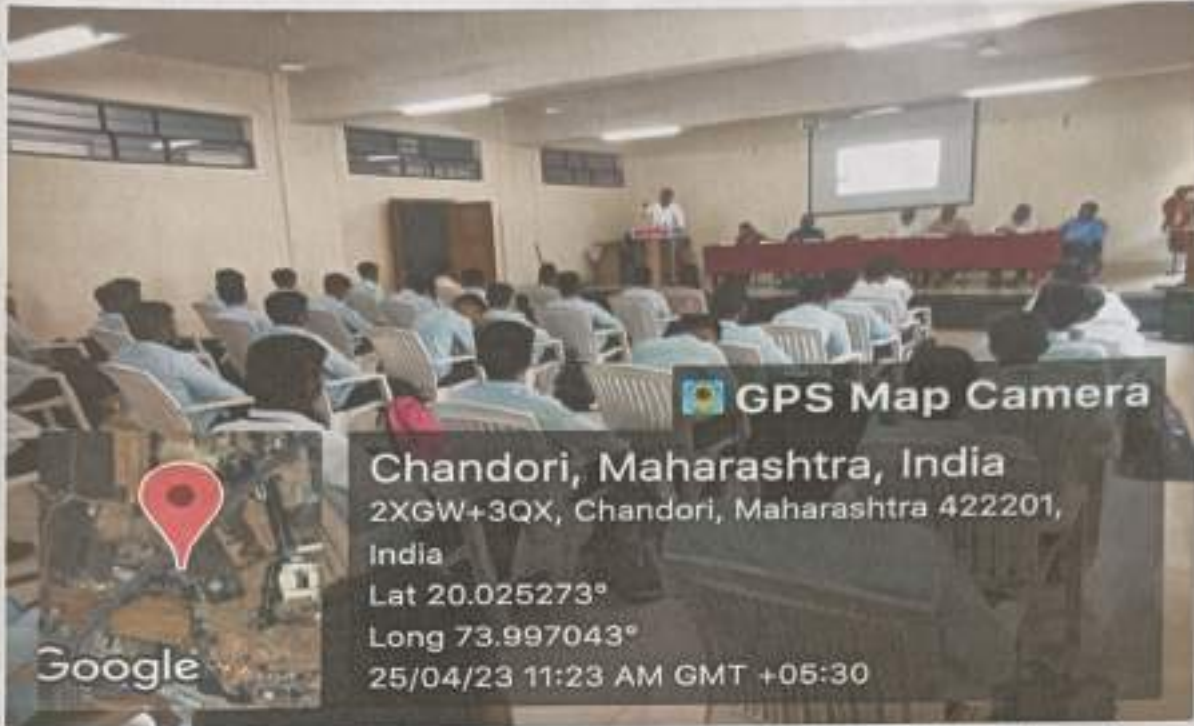 GPS Map Camera
Chandori, Maharashtra, India
2XGW+3QX, Chandori, Maharashtra 422201,
India
Lat 20.025273°
Long 73.997043°
25/04/23 11:23 AM GMT +05:30
Google